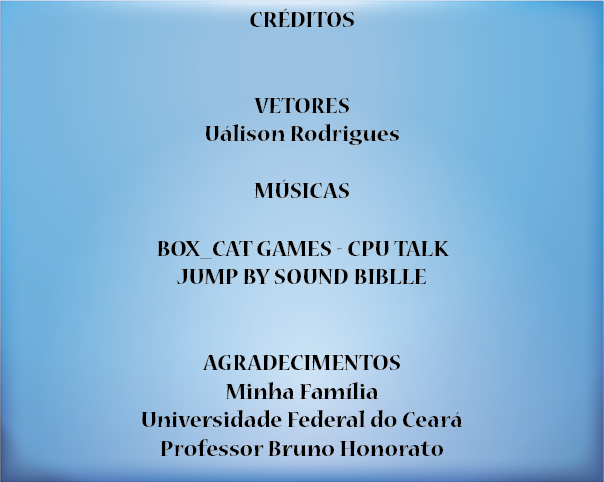 CRÉDITOS
VETORES
Uálison Rodrigues
MÚSICAS
BOX_CAT GAMES - CPU TALK
JUMP BY SOUND BIBLLE
AGRADECIMENTOS
Minha Família
Universidade Federal do Ceará
Professor Bruno Honorato